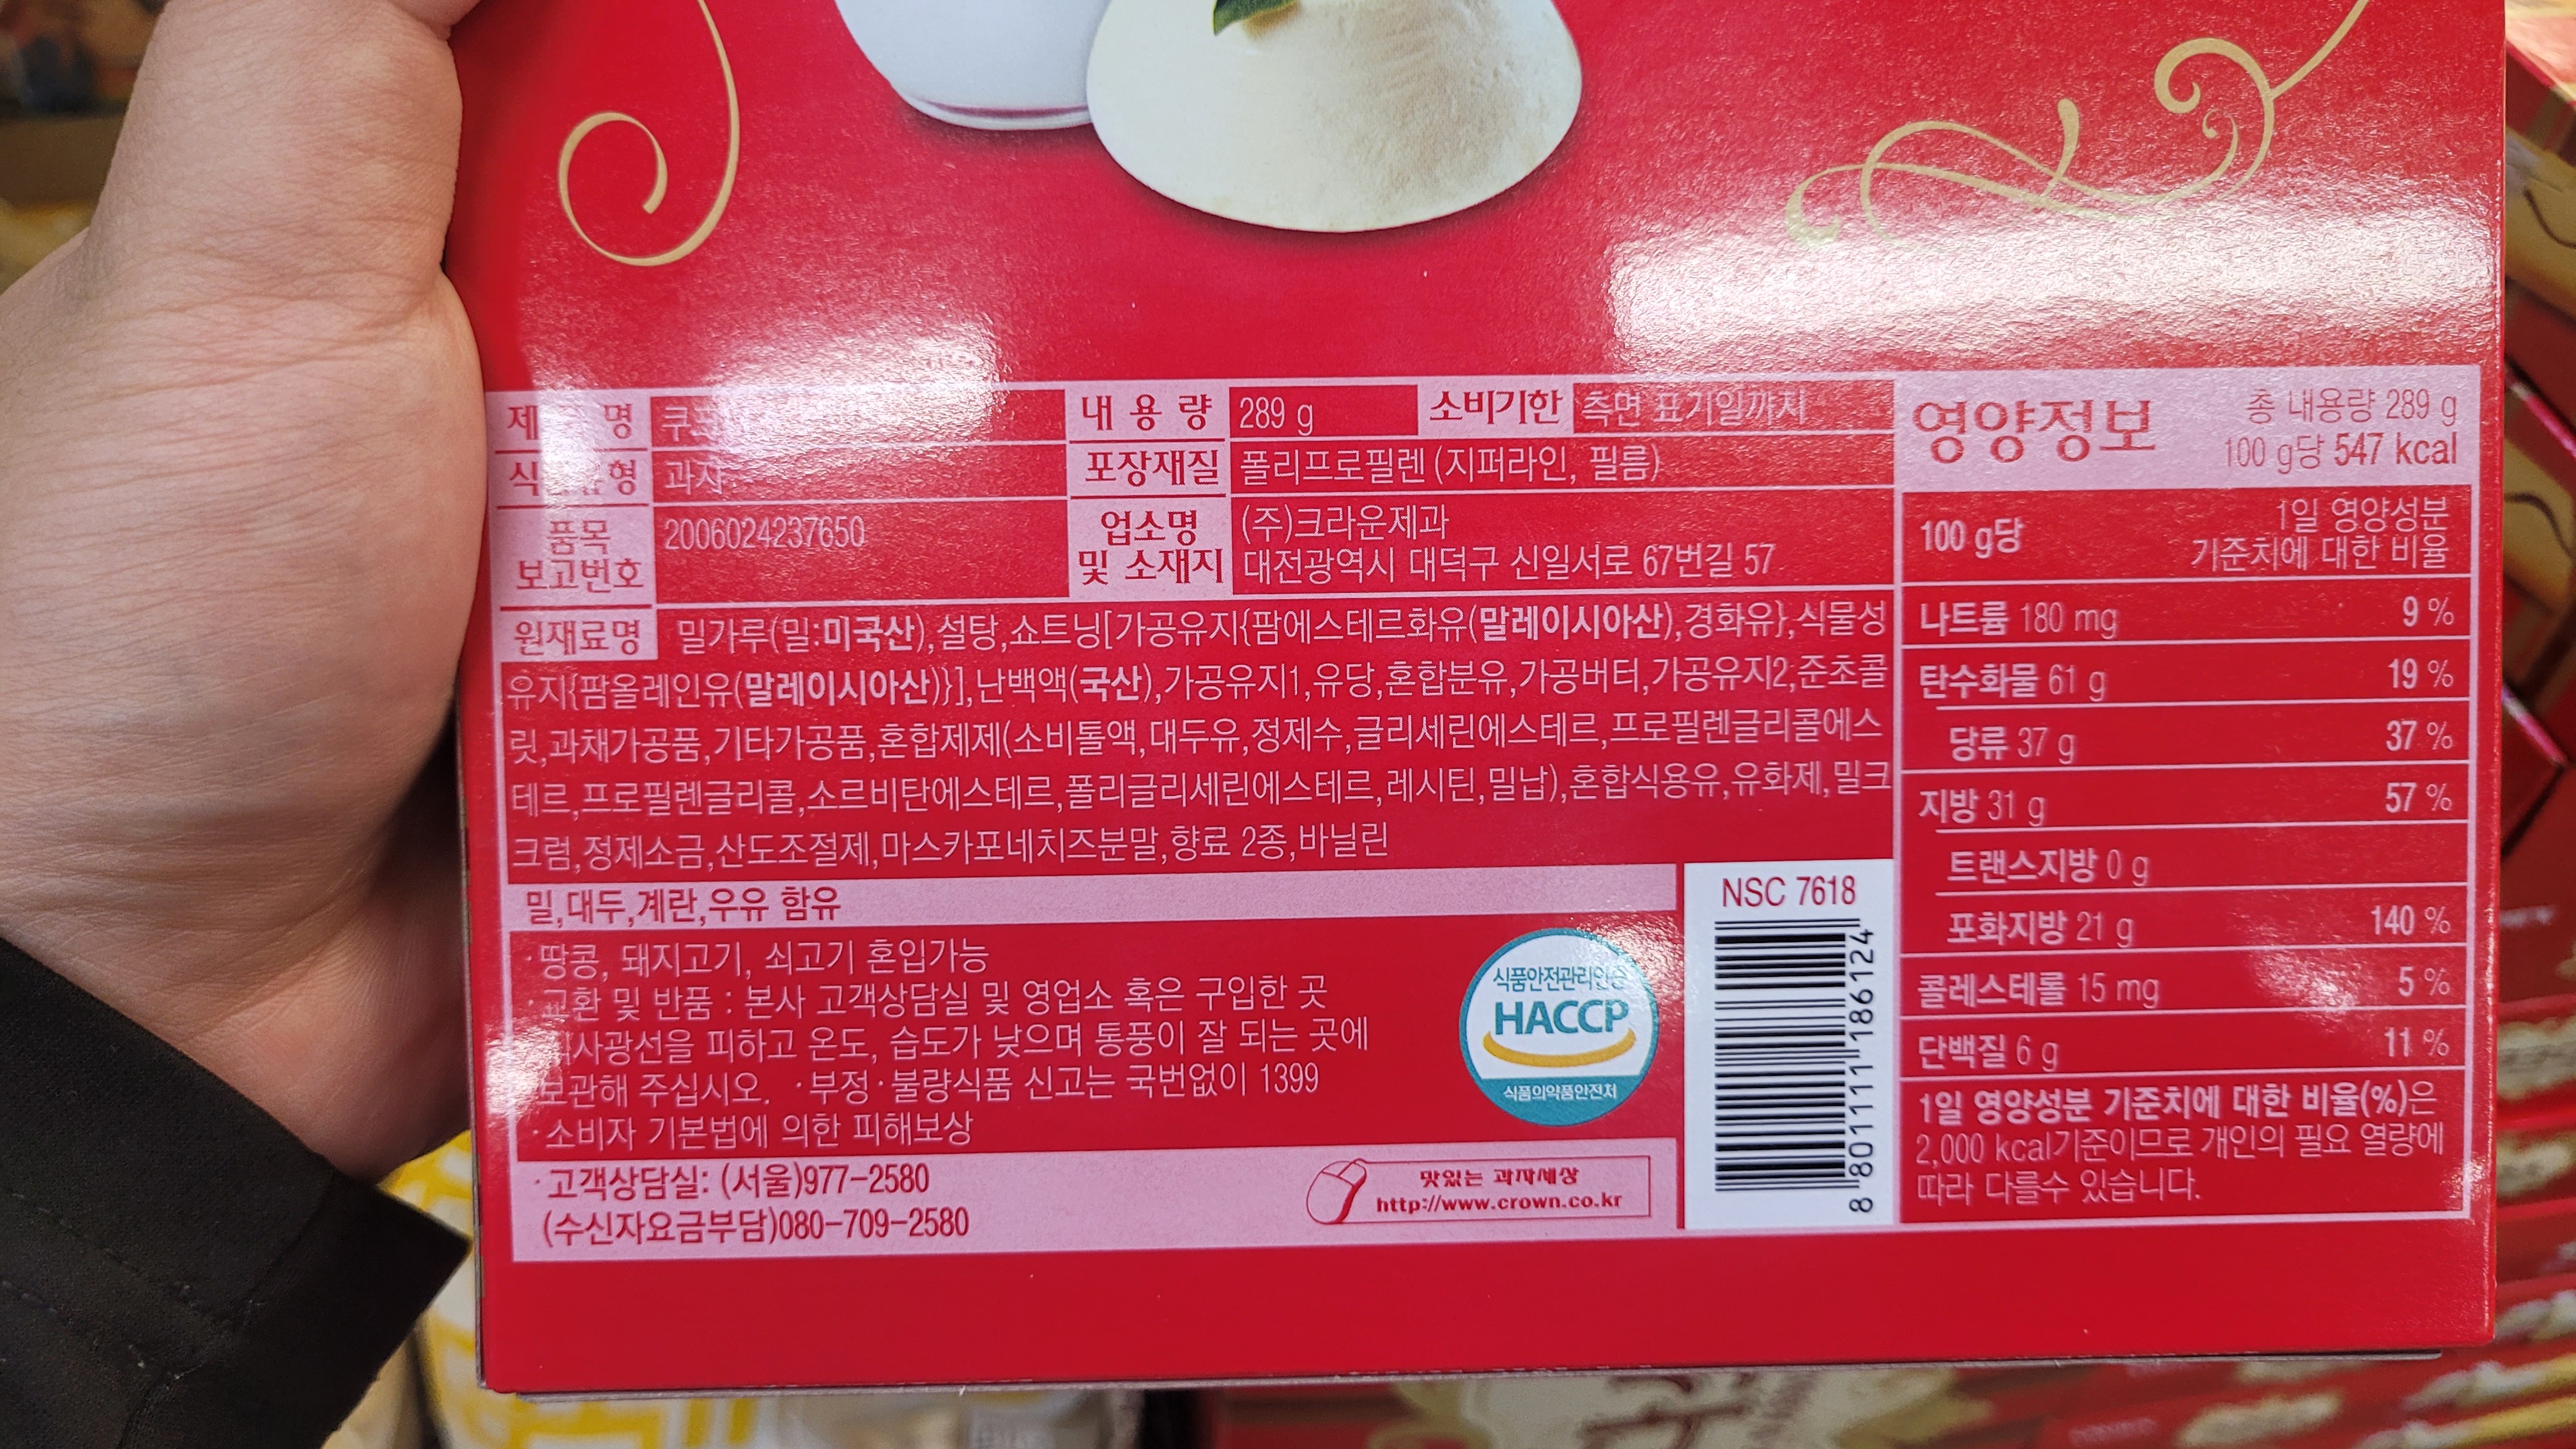 내 용 량 289 g 소비기한 측면 표기일까지
과자
포장재질 폴리프로필렌 (지퍼라인, 필름)
품목
보고번호
2006024237650
업소명
및 소재지
(주)크라운제과
대전광역시 대덕구 신일서로 67번길 57
원재료명 밀가루(밀:미국산),설탕,쇼트닝[가공유지{팜에스테르화유(말레이시아산),경화유},식물성
유지{팜올레인유(말레이시아산)}],난백액(국산),가공유지1,유당,혼합분유,가공버터,가공유지2,준초콜
릿,과채가공품,기타가공품,혼합제제(소비톨액,대두유,정제수,글리세린에스테르,프로필렌글리콜에스
테르,프로필렌글리콜,소르비탄에스테르,폴리글리세린에스테르,레시틴,밀납),혼합식용유,유화제,밀크
크럼,정제소금,산도조절제,마스카포네치즈분말,향료 2종,바닐린
밀,대두,계란,우유 함유
·땅콩, 돼지고기, 쇠고기 혼입가능
·교환 및 반품 : 본사 고객상담실 및 영업소 혹은 구입한 곳
·직사광선을 피하고 온도, 습도가 낮으며 통풍이 잘 되는 곳에
보관해 주십시오. ·부정·불량식품 신고는 국번없이 1399
·소비자 기본법에 의한 피해보상
·고객상담실: (서울)977-2580
(수신자요금부담)080-709-2580
식품안전관리인증
HACCP
식품의약품안전처
맛있는 과자세상
http://www.crown.co.kr
NSC 7618
8 801111 186124
영양정보
총 내용량 289 g
100 g당 547 kcal
100 g당
1일 영양성분
기준치에 대한 비율
나트륨 180 mg 9 %
탄수화물 61 g 19 %
당류 37 g 37 %
지방 31 g 57 %
트랜스지방 0 g
포화지방 21 g 140 %
콜레스테롤 15 mg 5 %
단백질 6 g 11 %
1일 영양성분 기준치에 대한 비율(%)은
2,000 kcal기준이므로 개인의 필요 열량에
따라 다를수 있습니다.